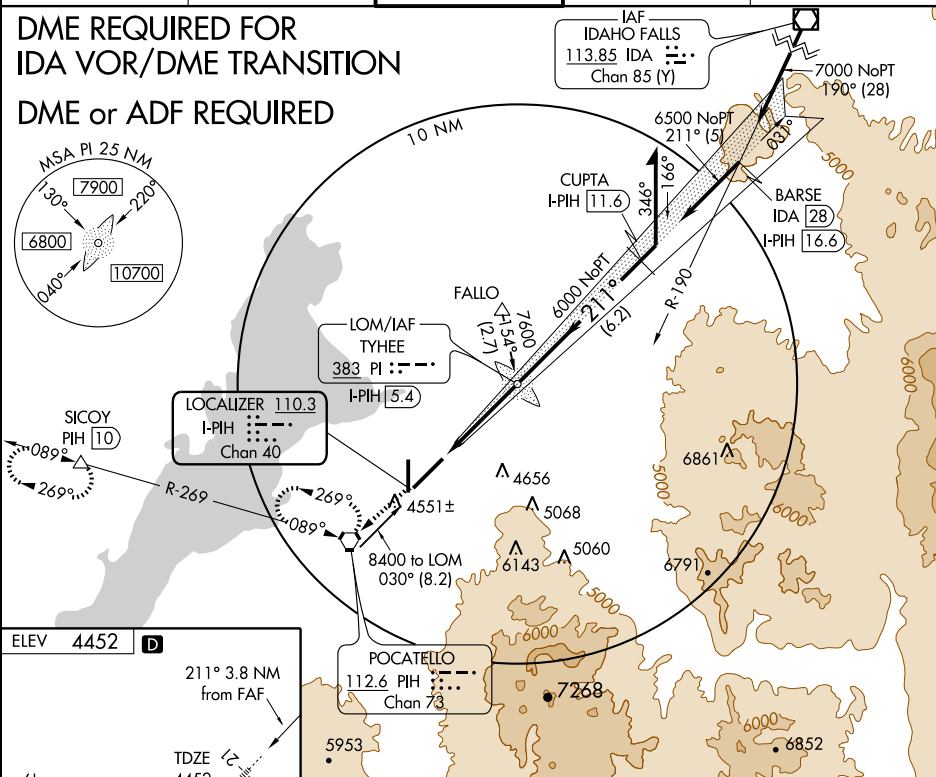 DME REQUIRED FOR
IDA VOR/DME TRANSITION
DME or ADF REQUIRED
MSA PI 25 NM
130°
7900
220°
6800
10700
040°
10 NM
IAF
IDAHO FALLS
113.85 IDA
Chan 85 (Y)
7000 NoPT
190° (28)
6500 NoPT
211° (5)
031°
5000
CUPTA
I-PIH 11.6
346°
166°
BARSE
IDA 28
I-PIH 16.6
R-190
6000 NoPT
211°
(6.2)
FALLO
7600
154°
(2.7)
LOM/IAF
TYHEE
383 PI
I-PIH 5.4
6000
LOCALIZER 110.3
I-PIH
Chan 40
SICOY
PIH 10
089°
269°
R-269
269°
089°
4551±
4656
5068
6143
5060
6861
5000
6000
6791
8400 to LOM
030° (8.2)
5000
6000
POCATELLO
112.6 PIH
Chan 73
7268
5953
6000
6852
ELEV 4452 D
211° 3.8 NM
from FAF
TDZE
21